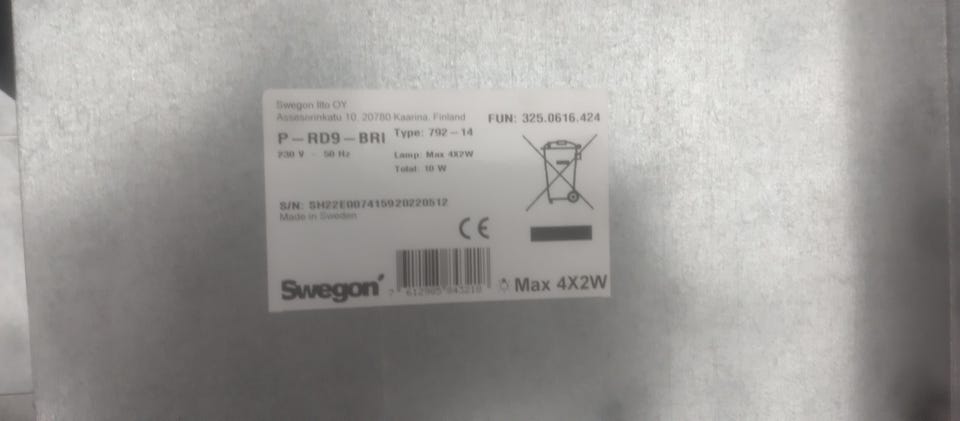 Swegon Ilto OY
Assesorinkatu 10, 20780 Kaarina, Finland
FUN: 325.0616.424
P-RD9-BRI
Type: 792-14
230 V - 50 Hz
Lamp: Max 4X2W
Total: 10 W
S/N: SH22E007415920220512
Made in Sweden
CE
Swegon
Max 4X2W